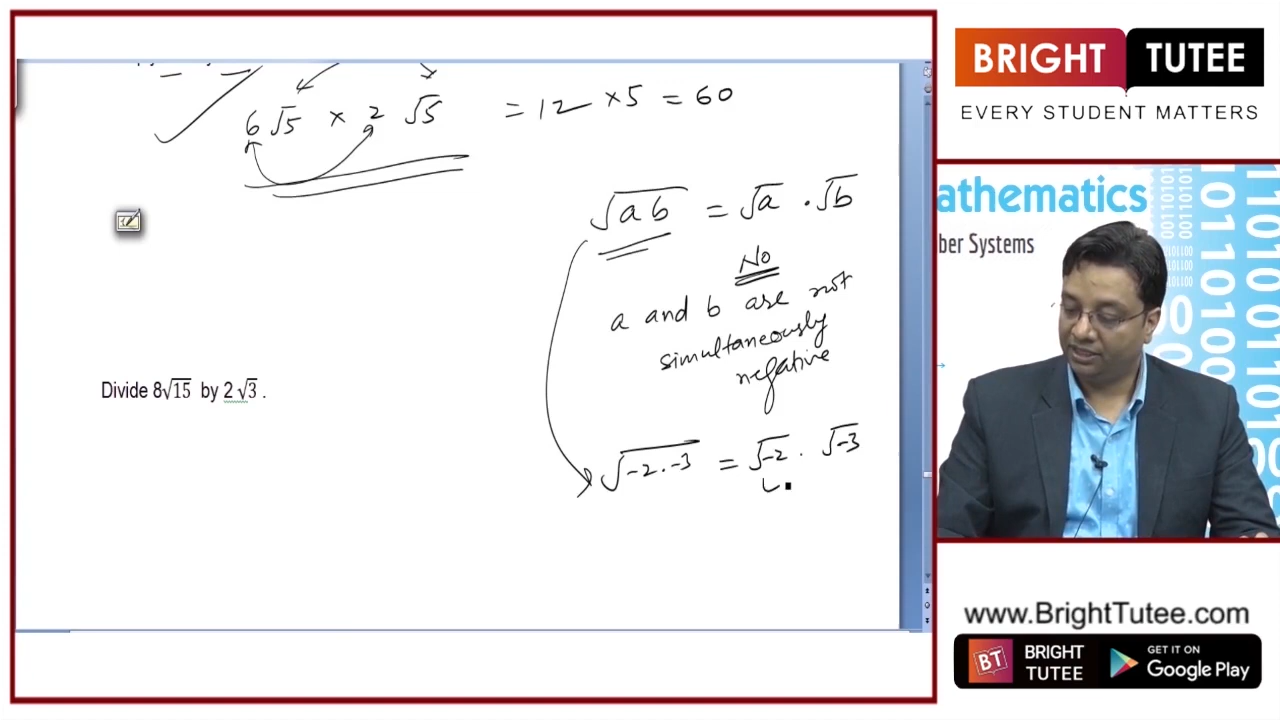 6√5 × 2 √5 = 12 × 5 = 60
√ab = √a · √b
No
a and b are not
simultaneously
negative
Divide 8√15 by 2 √3 .
√-2 · -3 = √-2 · √-3
BRIGHT TUTEE
EVERY STUDENT MATTERS
athematics
ber Systems
www.BrightTutee.com
BT BRIGHT TUTEE
GET IT ON
Google Play